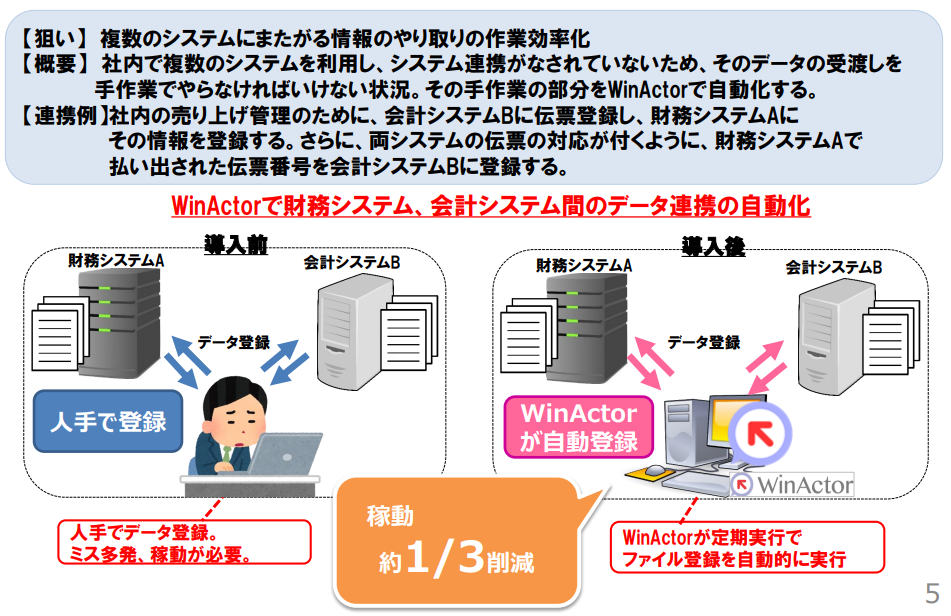 【狙い】 複数のシステムにまたがる情報のやり取りの作業効率化
【概要】 社内で複数のシステムを利用し、システム連携がなされていないため、そのデータの受渡しを
手作業でやらなければいけない状況。その手作業の部分をWinActorで自動化する。
【連携例】社内の売り上げ管理のために、会計システムBに伝票登録し、財務システムAに
その情報を登録する。さらに、両システムの伝票の対応が付くように、財務システムAで
払い出された伝票番号を会計システムBに登録する。
WinActorで財務システム、会計システム間のデータ連携の自動化
導入前
財務システムA
会計システムB
データ登録
人手で登録
人手でデータ登録。
ミス多発、稼動が必要。
導入後
財務システムA
会計システムB
データ登録
WinActor
が自動登録
WinActor
WinActorが定期実行で
ファイル登録を自動的に実行
稼動
約1/3削減
5